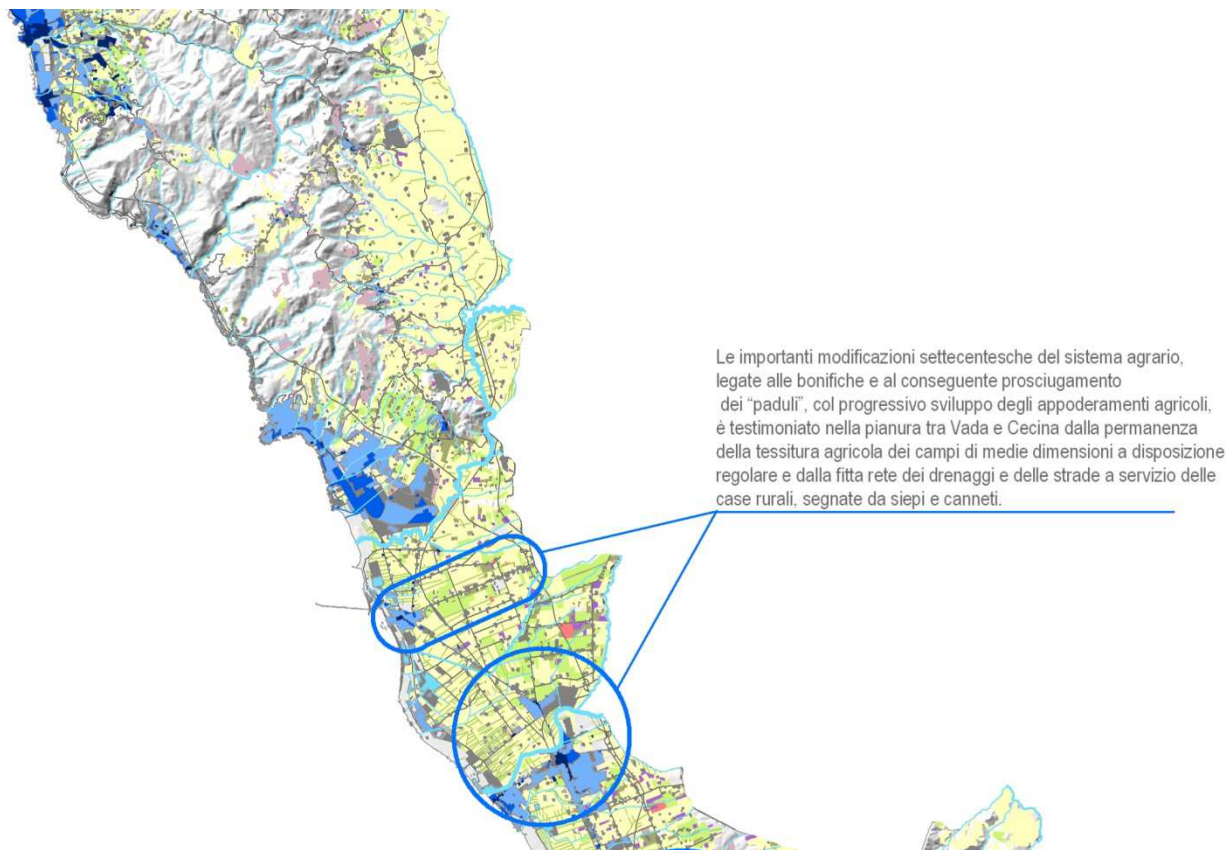 Le importanti modificazioni settecentesche del sistema agrario,
legate alle bonifiche e al conseguente prosciugamento
dei “paduli”, col progressivo sviluppo degli appoderamenti agricoli,
è testimoniato nella pianura tra Vada e Cecina dalla permanenza
della tessitura agricola dei campi di medie dimensioni a disposizione
regolare e dalla fitta rete dei drenaggi e delle strade a servizio delle
case rurali, segnate da siepi e canneti.